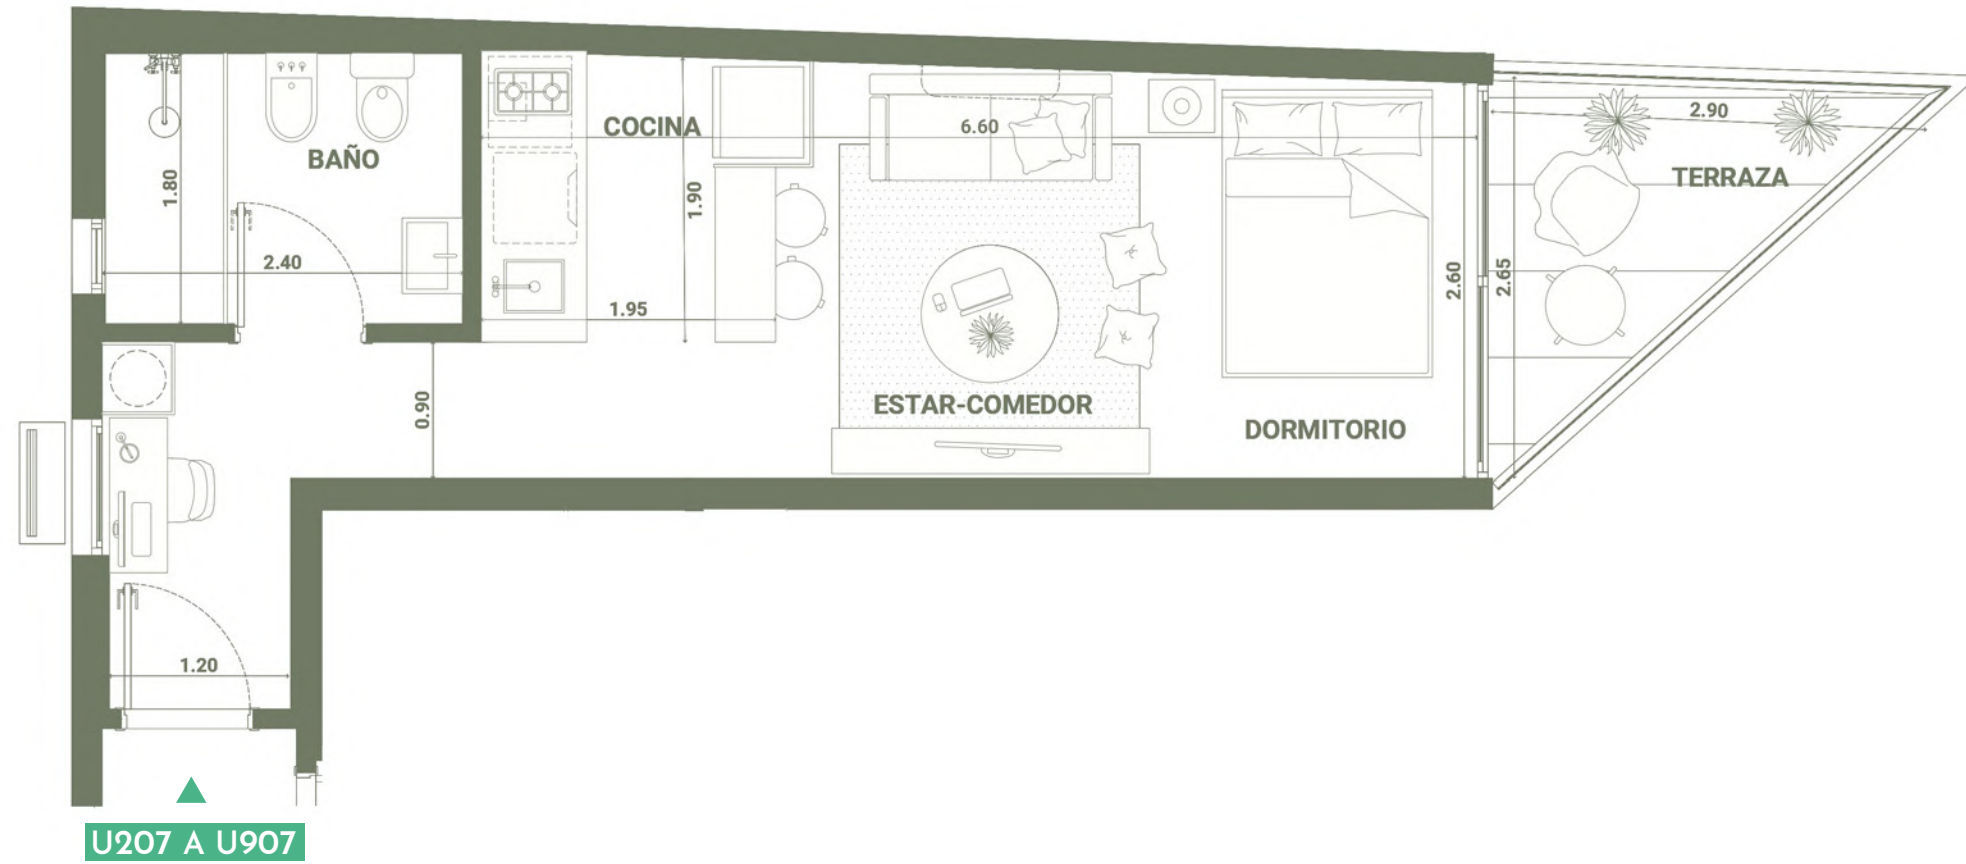 COCINA
6.60
2.90
BAÑO
TERRAZA
1.80
1.90
2.40
2.60
2.65
1.95
0.90
ESTAR-COMEDOR
DORMITORIO
1.20
U207 A U907